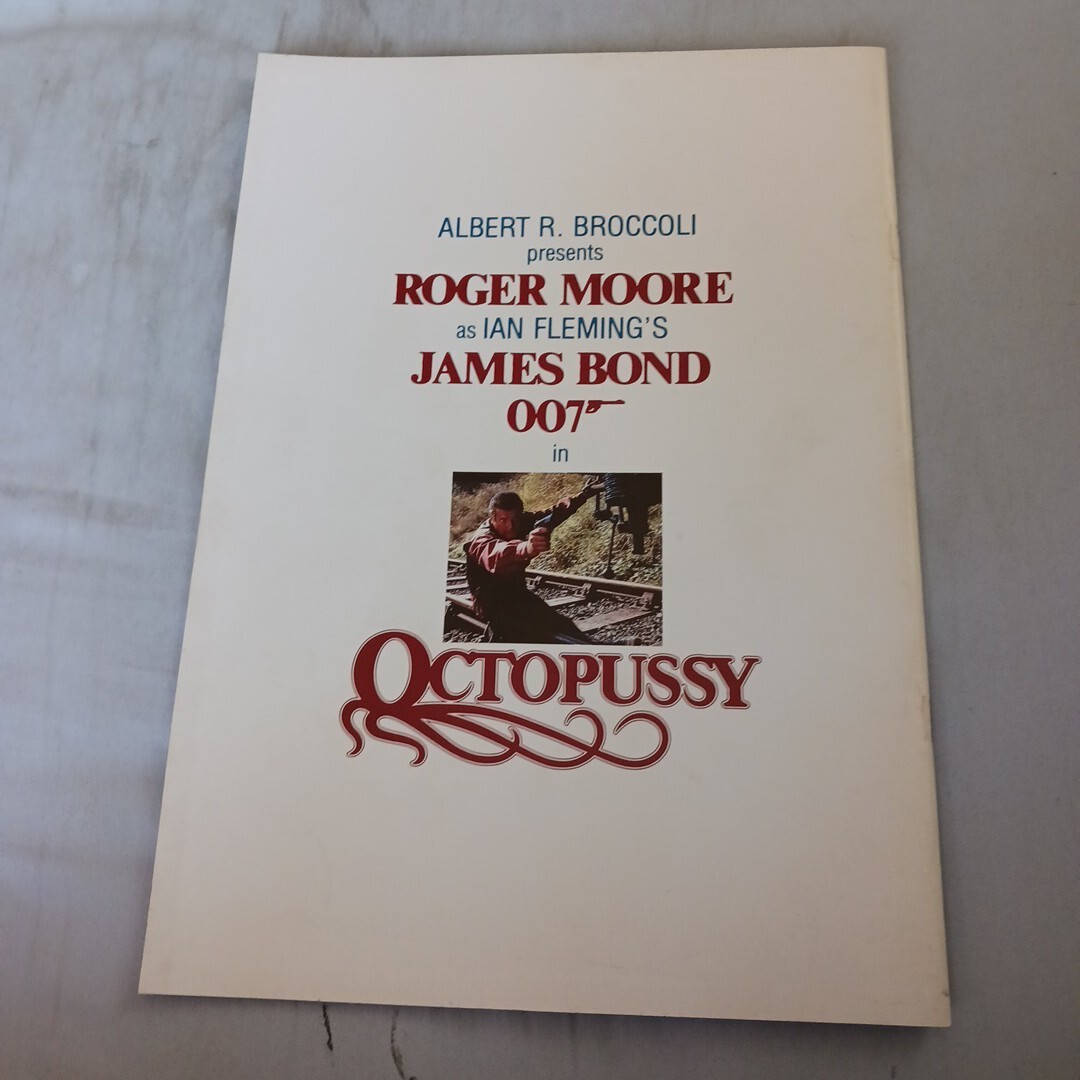 ALBERT R. BROCCOLI
presents
ROGER MOORE
as IAN FLEMING'S
JAMES BOND
007
in
OCTOPUSSY